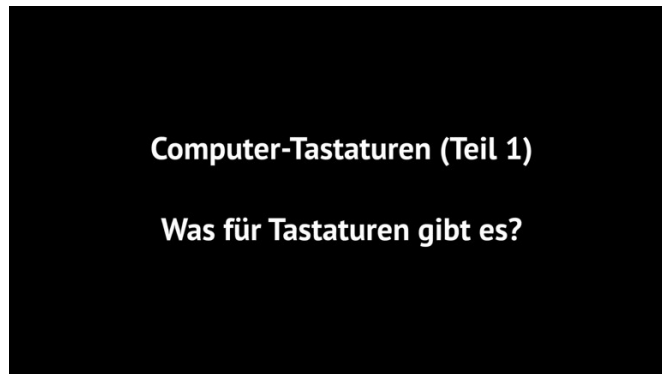 Computer-Tastaturen (Teil 1)
Was für Tastaturen gibt es?